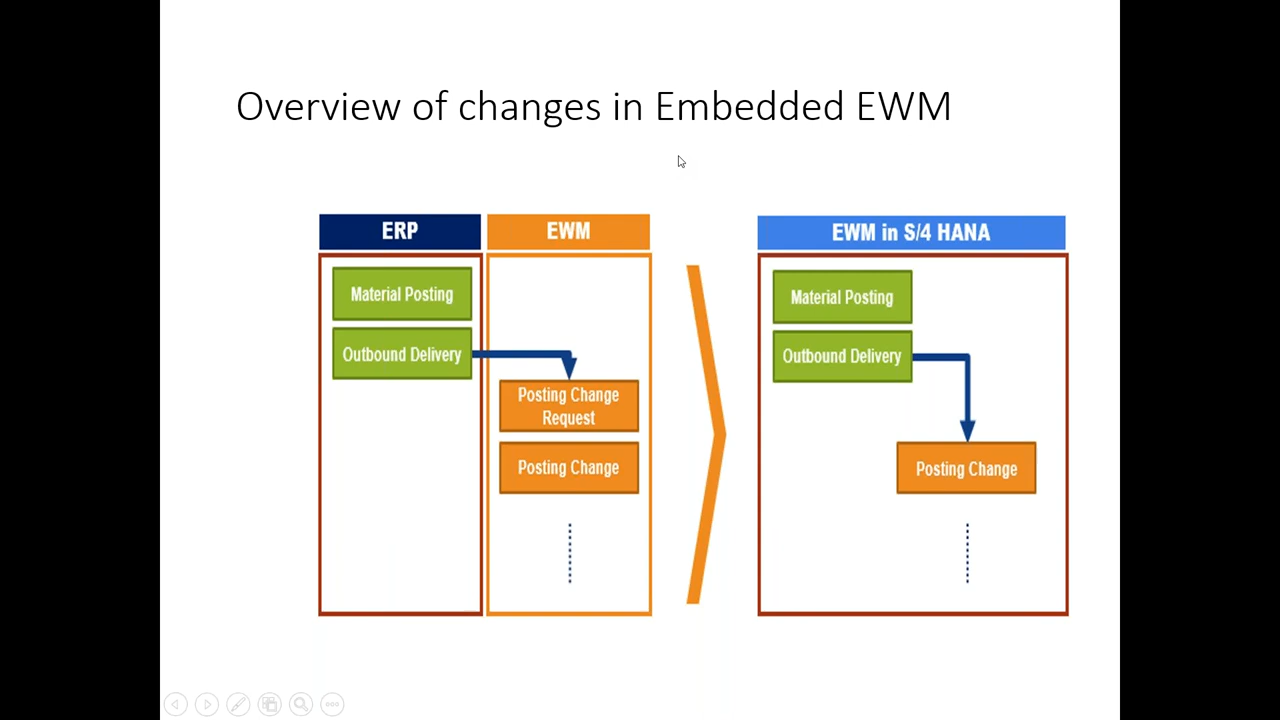 Overview of changes in Embedded EWM
ERP
EWM
Material Posting
Outbound Delivery
Posting Change
Request
Posting Change
EWM in S/4 HANA
Material Posting
Outbound Delivery
Posting Change